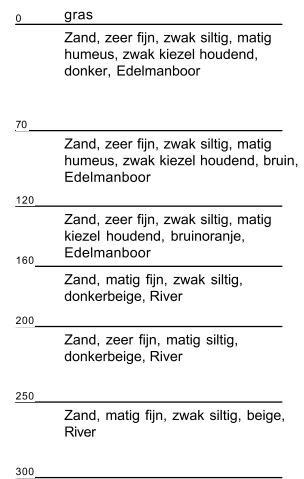 0 gras
Zand, zeer fijn, zwak siltig, matig
humeus, zwak kiezel houdend,
donker, Edelmanboor
70
Zand, zeer fijn, zwak siltig, matig
humeus, zwak kiezel houdend, bruin,
Edelmanboor
120
Zand, zeer fijn, zwak siltig, matig
kiezel houdend, bruinoranje,
Edelmanboor
160
Zand, matig fijn, zwak siltig,
donkerbeige, River
200
Zand, zeer fijn, matig siltig,
donkerbeige, River
250
Zand, matig fijn, zwak siltig, beige,
River
300